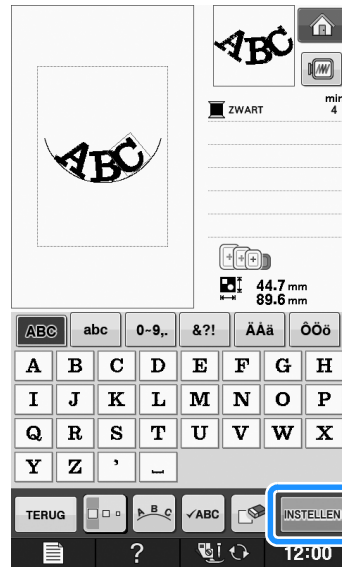 ABC
ABC
min
ZWART 4
44.7 mm
89.6 mm
ABC abc 0~9,. &?! ÄÅä ÔÖö
A B C D E F G H
I J K L M N O P
Q R S T U V W X
Y Z , ⎵
TERUG ABC ✓ABC INSTELLEN
? 12:00